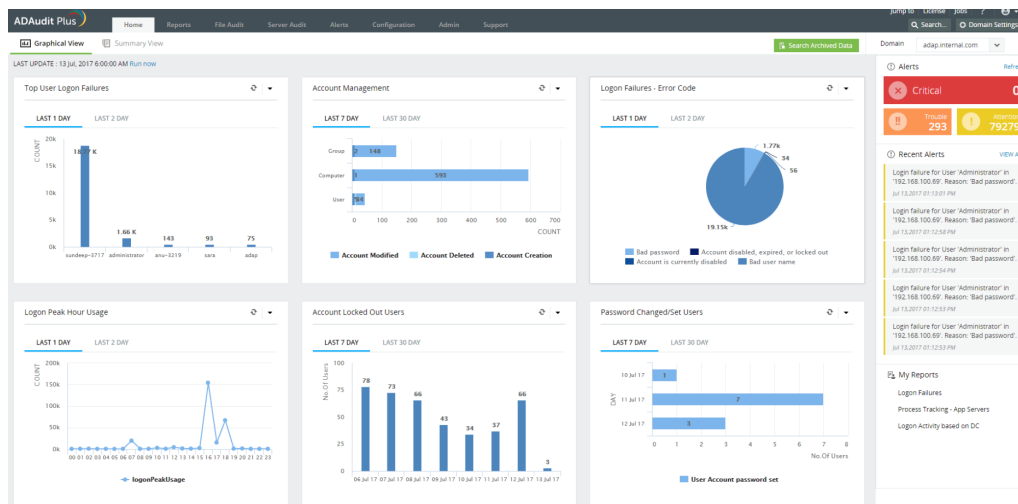 ADAudit Plus
Home Reports File Audit Server Audit Alerts Configuration Admin Support
Jump to License Jobs ?
Search... Domain Settings
Graphical View Summary View
Search Archived Data
Domain adap.internal.com
LAST UPDATE : 13 Jul, 2017 6:00:00 AM Run now
Top User Logon Failures
LAST 1 DAY LAST 2 DAY
COUNT
20k
15k
10k
5k
0k
1.66 K
143
93
75
sundeep-3717 administrator anu-3219 sara adap
Account Management
LAST 7 DAY LAST 30 DAY
Group 148
Computer 593
User
0 100 200 300 400 500 600 700
COUNT
Account Modified Account Deleted Account Creation
Logon Failures - Error Code
LAST 1 DAY LAST 2 DAY
1.77k
34
56
19.15k
Bad password Account disabled, expired, or locked out
Account is currently disabled Bad user name
Logon Peak Hour Usage
LAST 1 DAY LAST 2 DAY
COUNT
200k
150k
100k
50k
0k
00 01 02 03 04 05 06 07 08 09 10 11 12 13 14 15 16 17 18 19 20 21 22 23
logonPeakUsage
Account Locked Out Users
LAST 7 DAY LAST 30 DAY
No.Of Users
100
75
50
25
0
78
73
66
43
34
37
66
3
06 Jul 17 07 Jul 17 08 Jul 17 09 Jul 17 10 Jul 17 11 Jul 17 12 Jul 17 13 Jul 17
Password Changed/Set Users
LAST 7 DAY LAST 30 DAY
DAY
10 Jul 17 1
11 Jul 17 7
12 Jul 17 3
0 1 2 3 4 5 6 7 8
No.Of Users
User Account password set
Alerts Refre
Critical 0
Trouble
293
Attentio
79279
Recent Alerts VIEW A
Login failure for User 'Administrator' in
'192.168.100.69'. Reason: 'Bad password'.
Jul 13,2017 01:13:01 PM
Login failure for User 'Administrator' in
'192.168.100.69'. Reason: 'Bad password'.
Jul 13,2017 01:12:58 PM
Login failure for User 'Administrator' in
'192.168.100.69'. Reason: 'Bad password'.
Jul 13,2017 01:12:54 PM
Login failure for User 'Administrator' in
'192.168.100.69'. Reason: 'Bad password'.
Jul 13,2017 01:12:53 PM
Login failure for User 'Administrator' in
'192.168.100.69'. Reason: 'Bad password'.
Jul 13,2017 01:12:53 PM
My Reports
Logon Failures
Process Tracking - App Servers
Logon Activity based on DC